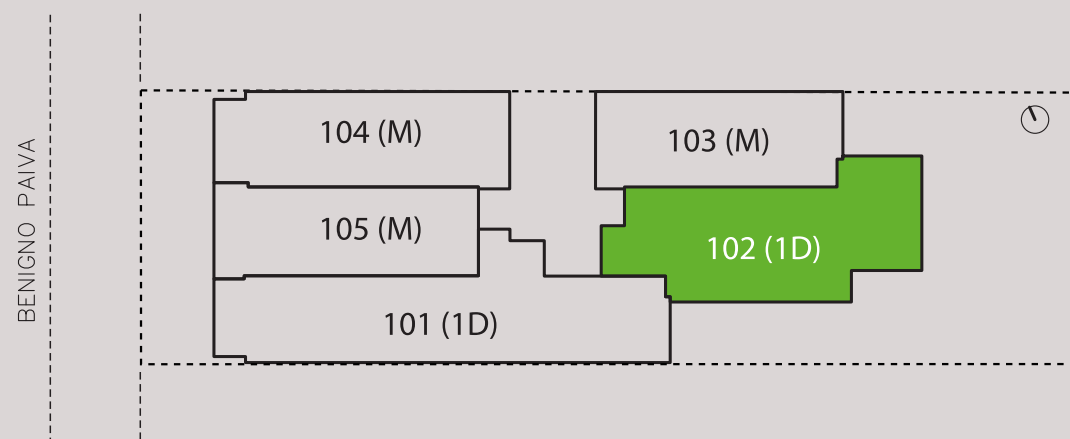 BENIGNO PAIVA
104 (M)
103 (M)
105 (M)
102 (1D)
101 (1D)